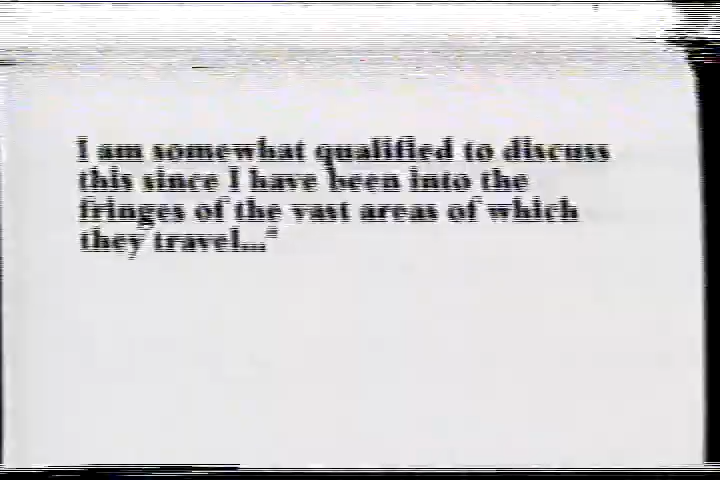 I am somewhat qualified to discuss
this since I have been into the
fringes of the vast areas of which
they travel..."